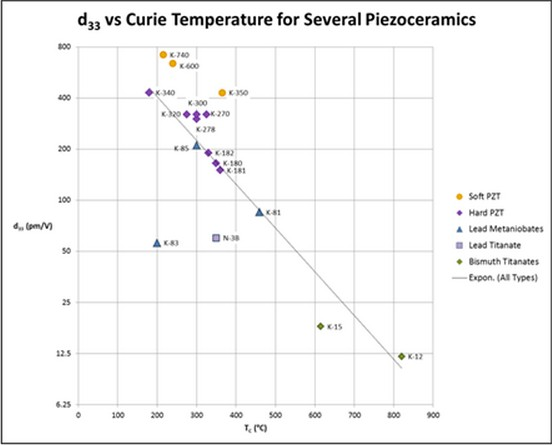 d33 vs Curie Temperature for Several Piezoceramics
800
400
200
100
50
25
12.5
6.25
d33 (pm/V)
K-740
K-600
K-340
K-350
K-300
K-320
K-270
K-278
K-85
K-182
K-180
K-181
K-81
K-83
N-38
K-15
K-12
0 100 200 300 400 500 600 700 800 900
TC (°C)
Soft PZT
Hard PZT
Lead Metaniobates
Lead Titanate
Bismuth Titanates
Expon. (All Types)